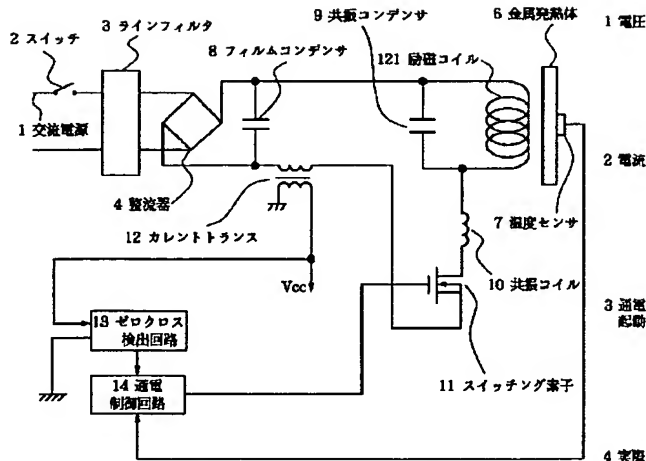 2 スイッチ
3 ラインフィルタ
1 交流電源
4 整流器
8 フィルムコンデンサ
9 共振コンデンサ
121 励磁コイル
6 金属発熱体
7 温度センサ
10 共振コイル
11 スイッチング素子
12 カレントトランス
Vcc
13 ゼロクロス
検出回路
14 通電
制御回路
1 電圧
2 電流
3 通電
起動
4 実際